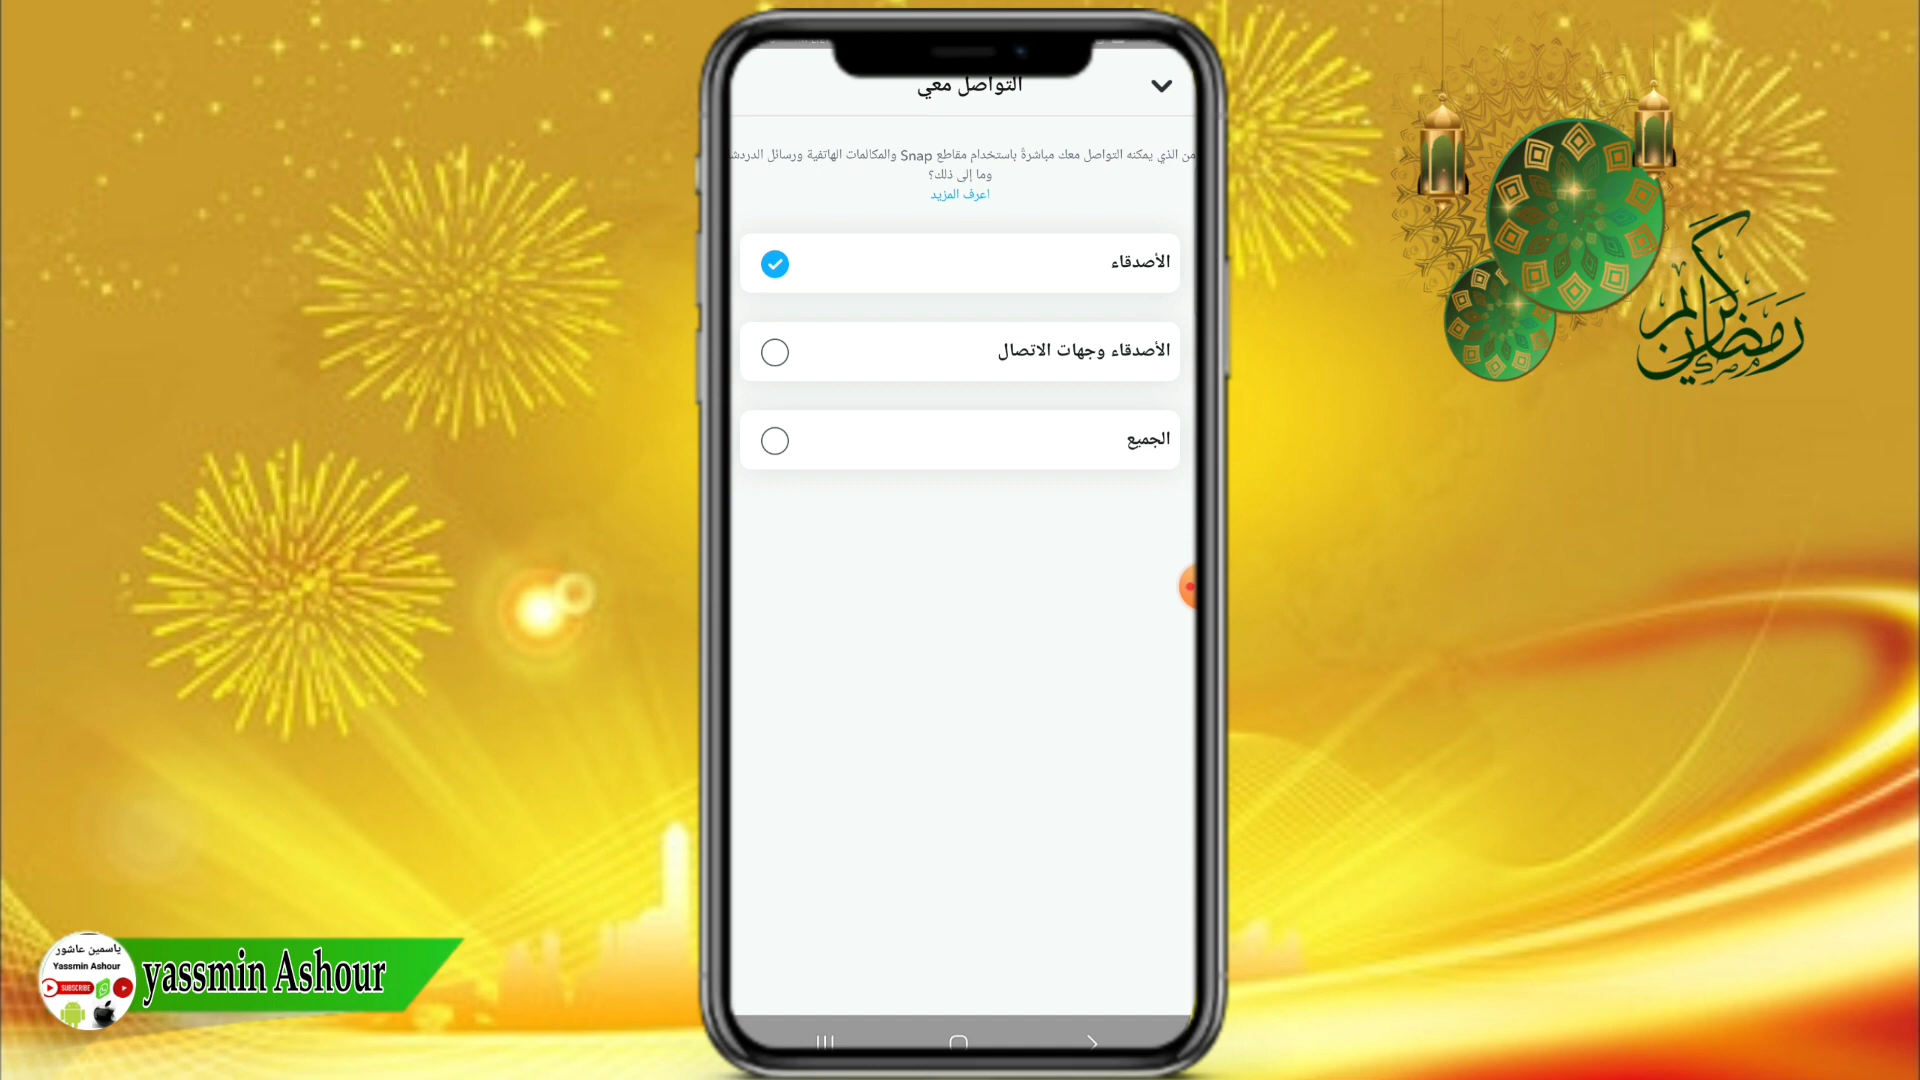 التواصل معي
من الذي يمكنه التواصل معك مباشرةً باستخدام مقاطع Snap والمكالمات الهاتفية ورسائل
وما إلى ذلك؟
اعرف المزيد
الأصدقاء
الأصدقاء وجهات الاتصال
الجميع
رمضان كريم
ياسمين عاشور
Yassmin Ashour
SUBSCRIBE
yassmin Ashour